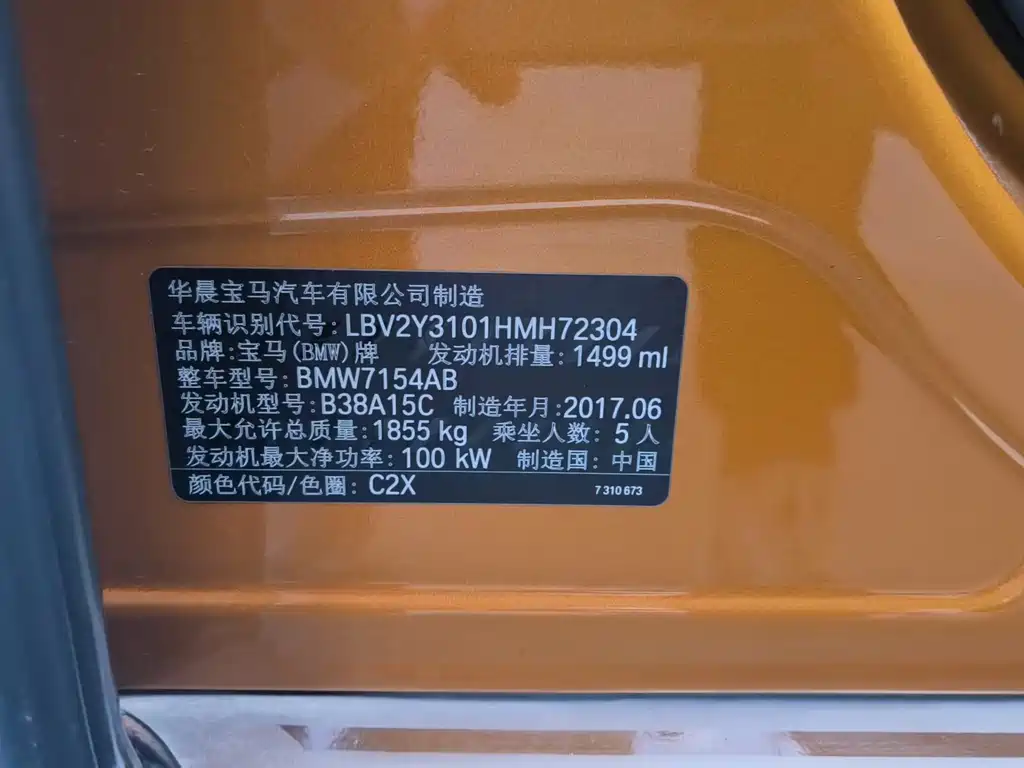 华晨宝马汽车有限公司制造
车辆识别代号: LBV2Y3101HMH72304
品牌: 宝马(BMW)牌 发动机排量: 1499 ml
整车型号: BMW7154AB
发动机型号: B38A15C 制造年月: 2017.06
最大允许总质量: 1855 kg 乘坐人数: 5 人
发动机最大净功率: 100 kW 制造国: 中国
颜色代码/色圈: C2X 7 310 673